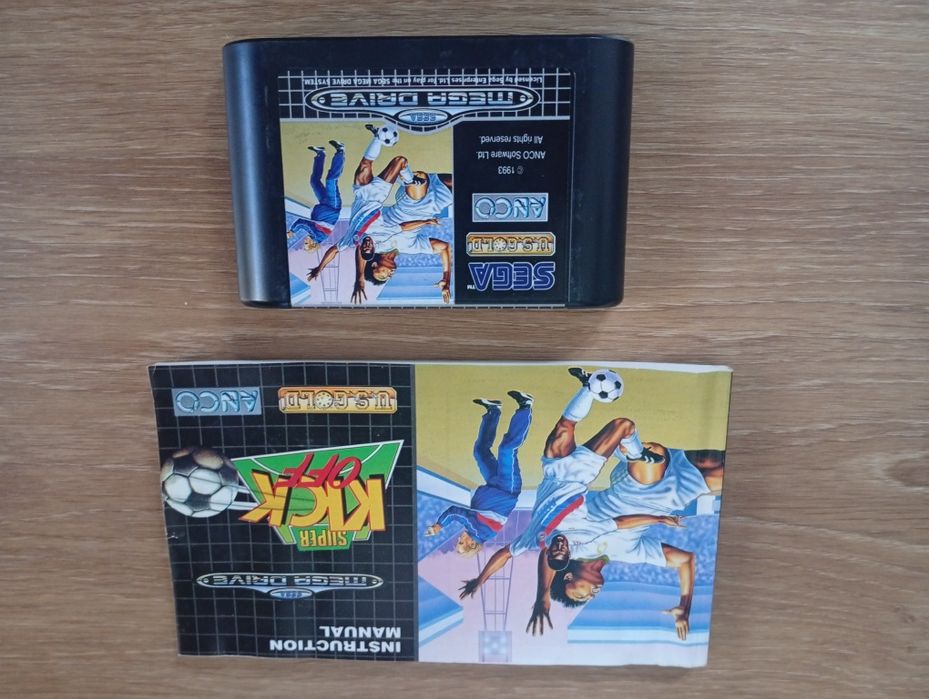 SEGA™
U.S. GOLD
ANCO
© 1993
ANCO Software Ltd.
All rights reserved.
SEGA
MEGA DRIVE
Licensed by Sega Enterprises Ltd. for play on the SEGA MEGA DRIVE SYSTEM.
INSTRUCTION
MANUAL
SEGA
MEGA DRIVE
SUPER
KICK
OFF
U.S. GOLD
ANCO